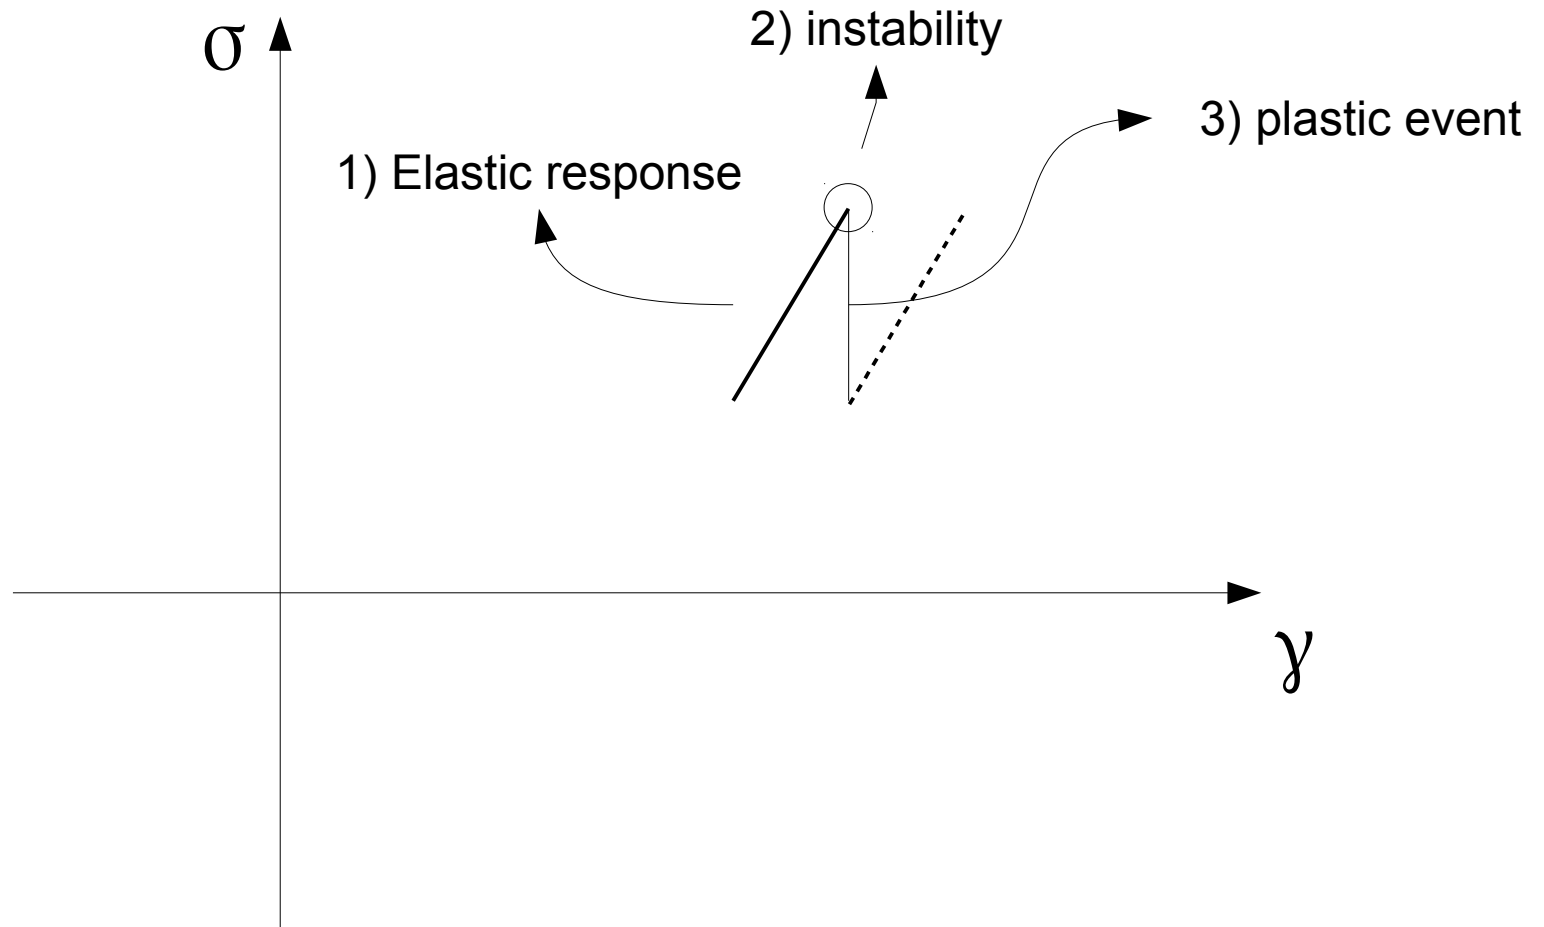 2) instability
σ
3) plastic event
1) Elastic response
γ